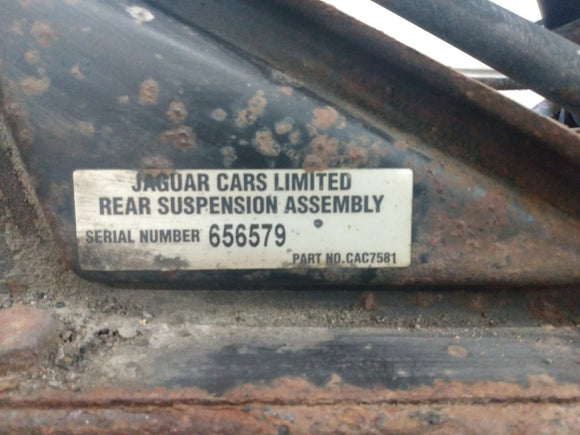 JAGUAR CARS LIMITED
REAR SUSPENSION ASSEMBLY
SERIAL NUMBER 656579
PART NO. CAC7581